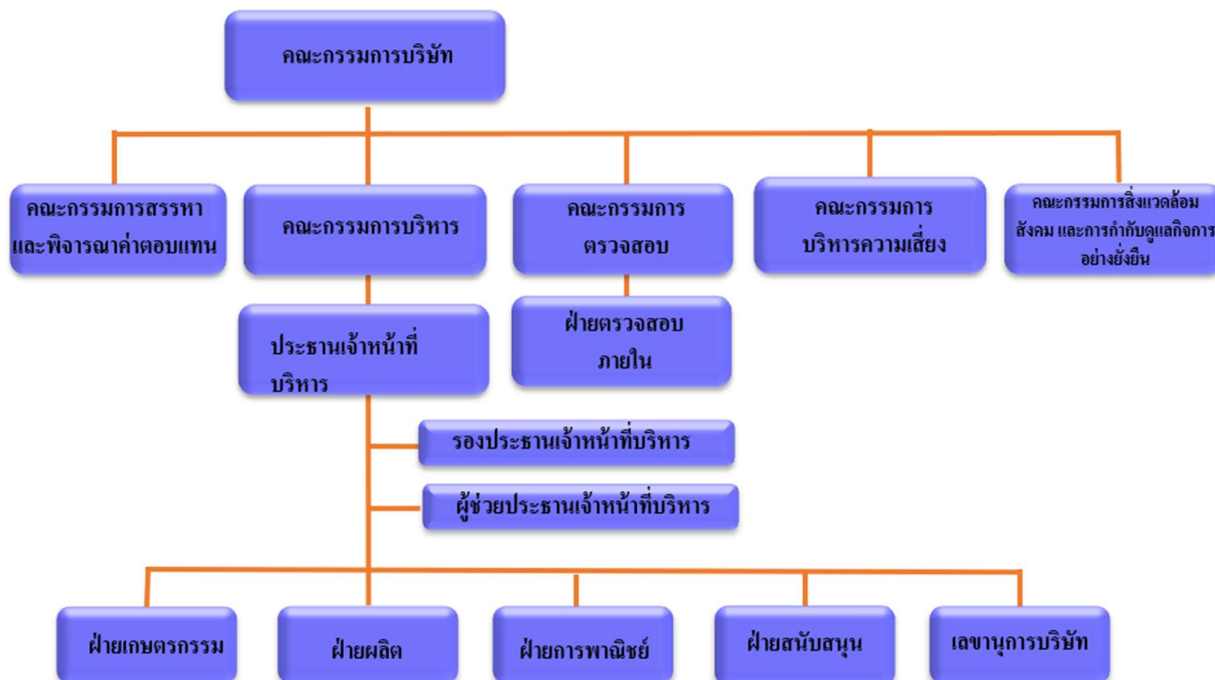 คณะกรรมการบริษัท
คณะกรรมการสรรหา
และพิจารณาค่าตอบแทน
คณะกรรมการบริหาร
คณะกรรมการ
ตรวจสอบ
คณะกรรมการ
บริหารความเสี่ยง
คณะกรรมการสิ่งแวดล้อม
สังคม และการกำกับดูแลกิจการ
อย่างยั่งยืน
ประธานเจ้าหน้าที่
บริหาร
ฝ่ายตรวจสอบ
ภายใน
รองประธานเจ้าหน้าที่บริหาร
ผู้ช่วยประธานเจ้าหน้าที่บริหาร
ฝ่ายเกษตรกรรม
ฝ่ายผลิต
ฝ่ายการพาณิชย์
ฝ่ายสนับสนุน
เลขานุการบริษัท